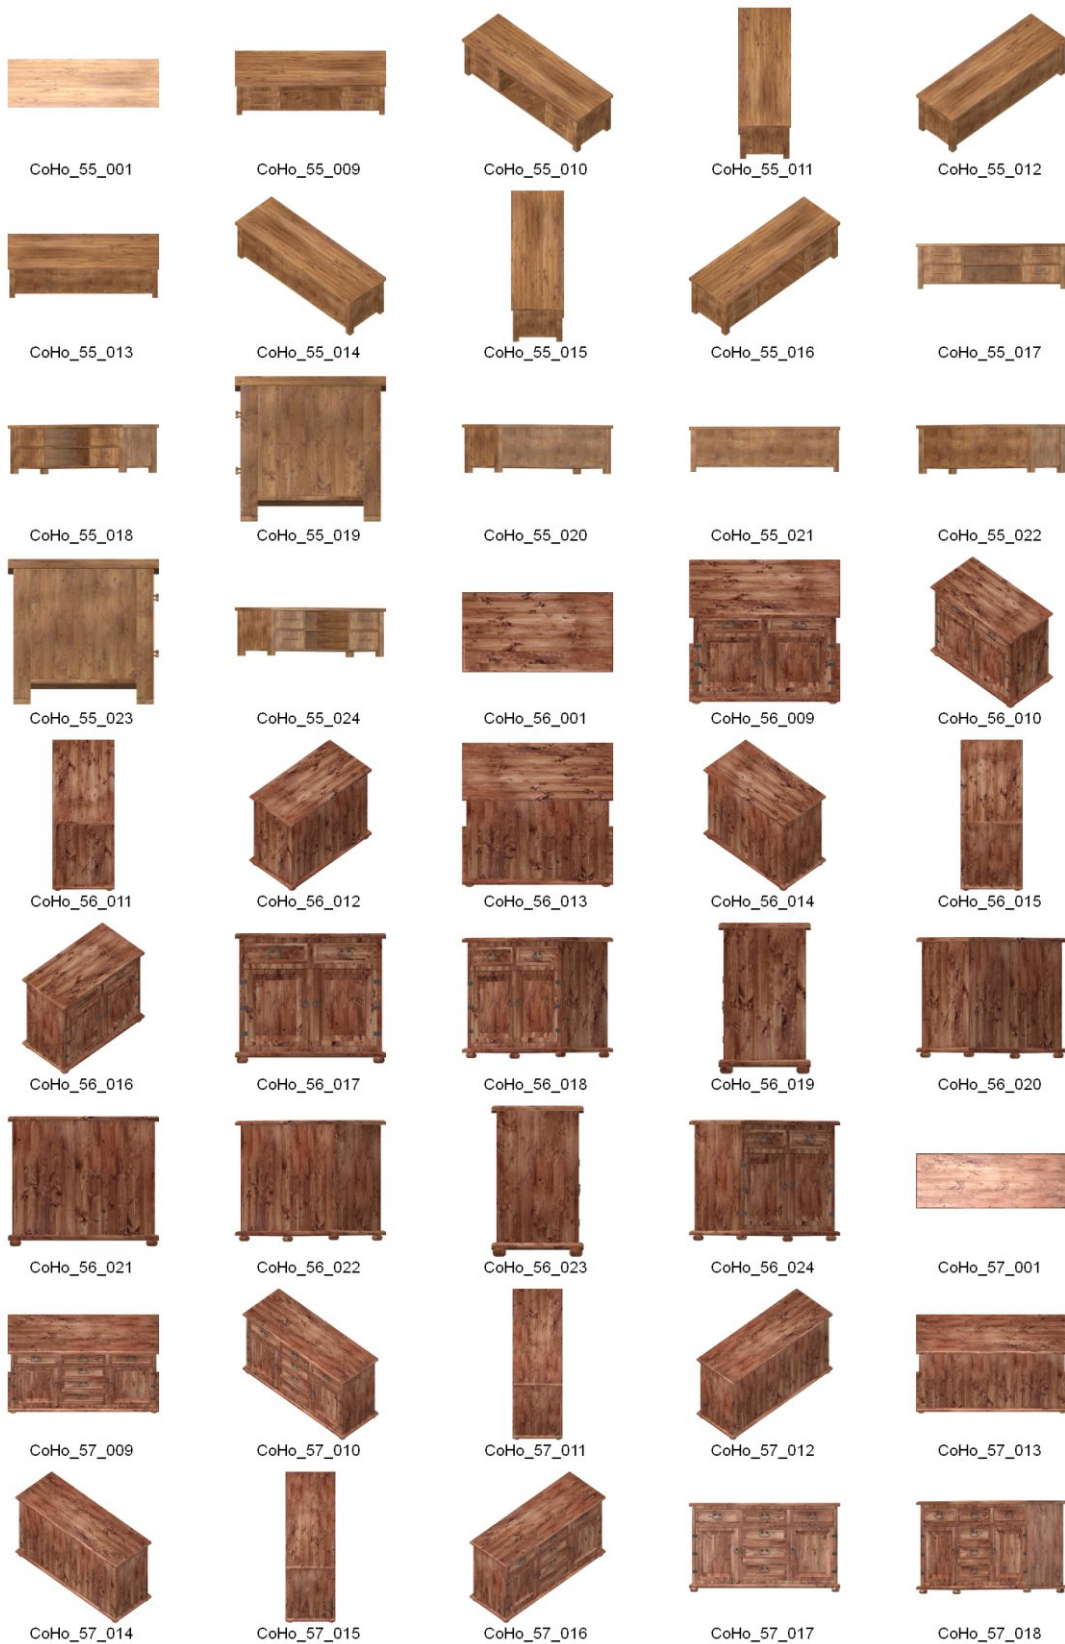 CoHo_55_001 CoHo_55_009 CoHo_55_010 CoHo_55_011 CoHo_55_012
CoHo_55_013 CoHo_55_014 CoHo_55_015 CoHo_55_016 CoHo_55_017
CoHo_55_018 CoHo_55_019 CoHo_55_020 CoHo_55_021 CoHo_55_022
CoHo_55_023 CoHo_55_024 CoHo_56_001 CoHo_56_009 CoHo_56_010
CoHo_56_011 CoHo_56_012 CoHo_56_013 CoHo_56_014 CoHo_56_015
CoHo_56_016 CoHo_56_017 CoHo_56_018 CoHo_56_019 CoHo_56_020
CoHo_56_021 CoHo_56_022 CoHo_56_023 CoHo_56_024 CoHo_57_001
CoHo_57_009 CoHo_57_010 CoHo_57_011 CoHo_57_012 CoHo_57_013
CoHo_57_014 CoHo_57_015 CoHo_57_016 CoHo_57_017 CoHo_57_018